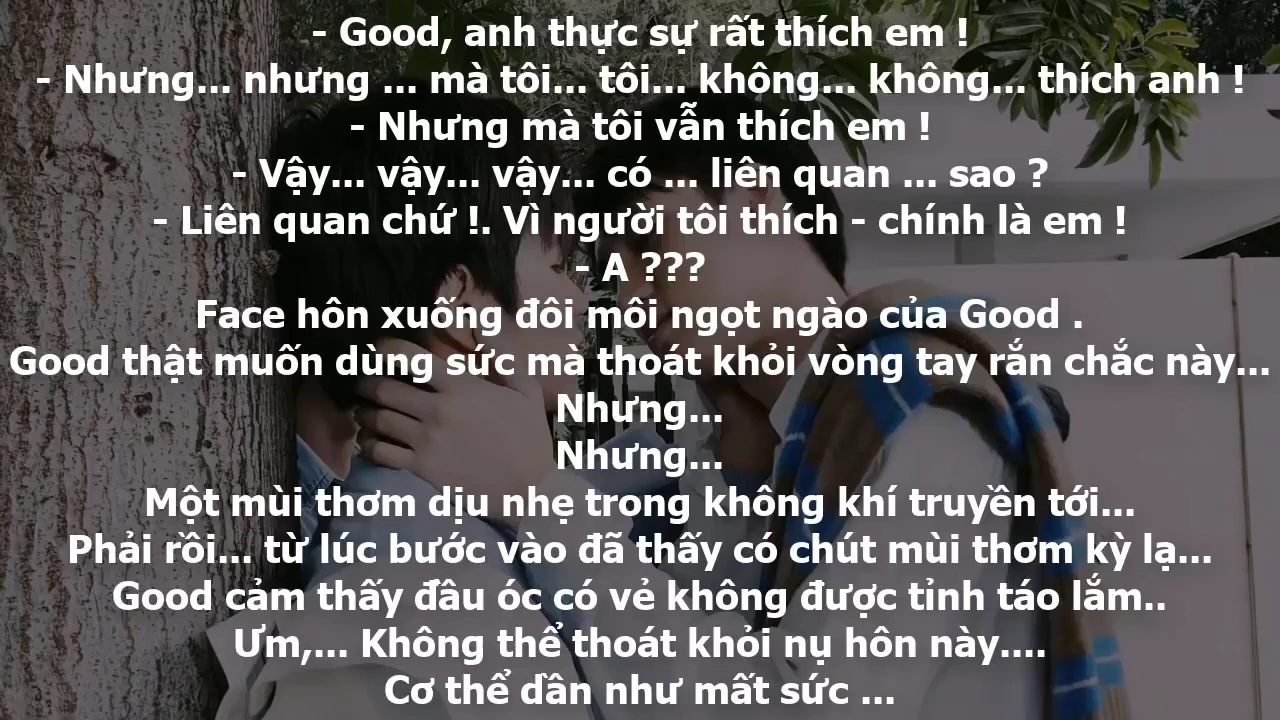 - Good, anh thực sự rất thích em !
- Nhưng... nhưng ... mà tôi... tôi... không... không... thích anh !
- Nhưng mà tôi vẫn thích em !
- Vậy... vậy... vậy... có ... liên quan ... sao ?
- Liên quan chứ !. Vì người tôi thích - chính là em !
- A ???
Face hôn xuống đôi môi ngọt ngào của Good .
Good thật muốn dùng sức mà thoát khỏi vòng tay rắn chắc này...
Nhưng...
Nhưng...
Một mùi thơm dịu nhẹ trong không khí truyền tới...
Phải rồi... từ lúc bước vào đã thấy có chút mùi thơm kỳ lạ...
Good cảm thấy đâu óc có vẻ không được tỉnh táo lắm..
Ưm,... Không thể thoát khỏi nụ hôn này....
Cơ thể dần như mất sức ...